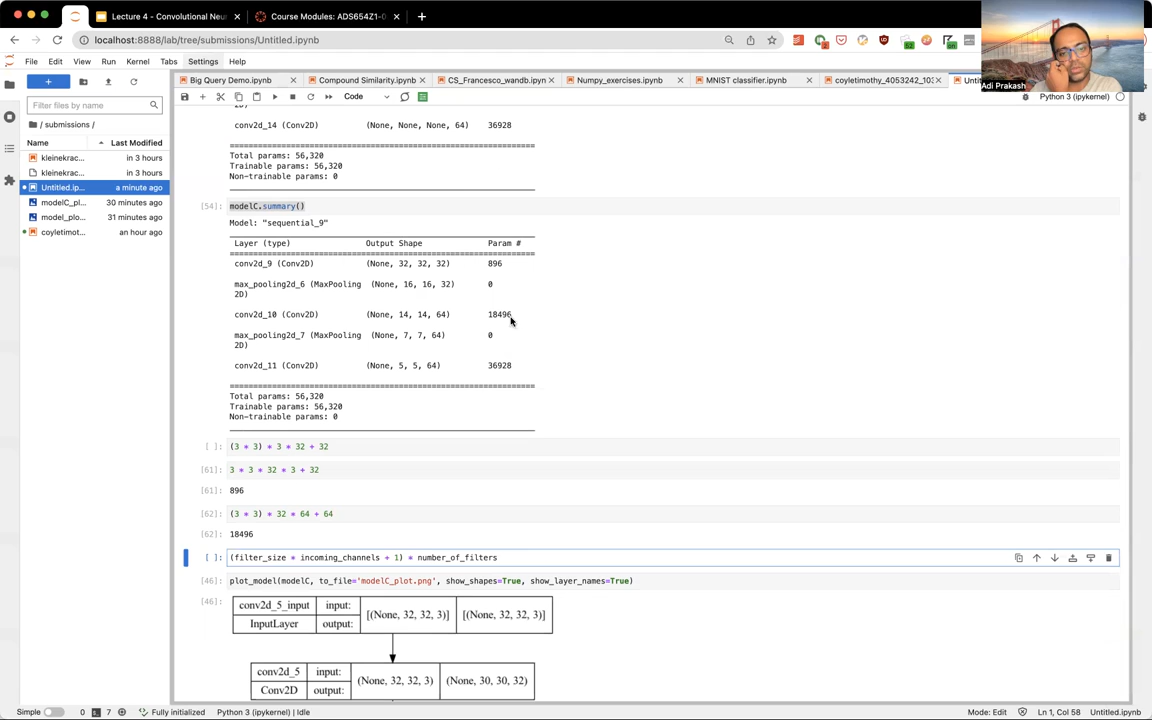 Lecture 4 - Convolutional Neu
Course Modules: ADS654Z1-0
localhost:8888/lab/tree/submissions/Untitled.ipynb
File Edit View Run Kernel Tabs Settings Help
Adi Prakash
Big Query Demo.ipynb
Compound Similarity.ipynb
CS_Francesco_wandb.ipyn
Numpy_exercises.ipynb
MNIST classifier.ipynb
coyletimothy_4053242_103
Unti
Code
Python 3 (ipykernel)
Filter files by name
/ submissions /
Name Last Modified
kleinekrac... in 3 hours
kleinekrac... in 3 hours
Untitled.ip... a minute ago
modelC_pl... 30 minutes ago
model_plo... 31 minutes ago
coyletimot... an hour ago
2D)
conv2d_14 (Conv2D) (None, None, None, 64) 36928
=================================================================
Total params: 56,320
Trainable params: 56,320
Non-trainable params: 0
[54]: modelC.summary()
Model: "sequential_9"
Layer (type) Output Shape Param #
=================================================================
conv2d_9 (Conv2D) (None, 32, 32, 32) 896
max_pooling2d_6 (MaxPooling (None, 16, 16, 32) 0
2D)
conv2d_10 (Conv2D) (None, 14, 14, 64) 18496
max_pooling2d_7 (MaxPooling (None, 7, 7, 64) 0
2D)
conv2d_11 (Conv2D) (None, 5, 5, 64) 36928
=================================================================
Total params: 56,320
Trainable params: 56,320
Non-trainable params: 0
[ ]: (3 * 3) * 3 * 32 + 32
[61]: 3 * 3 * 32 * 3 + 32
[61]: 896
[62]: (3 * 3) * 32 * 64 + 64
[62]: 18496
[ ]: (filter_size * incoming_channels + 1) * number_of_filters
[46]: plot_model(modelC, to_file='modelC_plot.png', show_shapes=True, show_layer_names=True)
[46]:
conv2d_5_input input: [(None, 32, 32, 3)] [(None, 32, 32, 3)]
InputLayer output:
conv2d_5 input: (None, 32, 32, 3) (None, 30, 30, 32)
Conv2D output:
Simple 0 7 Fully initialized Python 3 (ipykernel) | Idle Mode: Edit Ln 1, Col 58 Untitled.ipynb